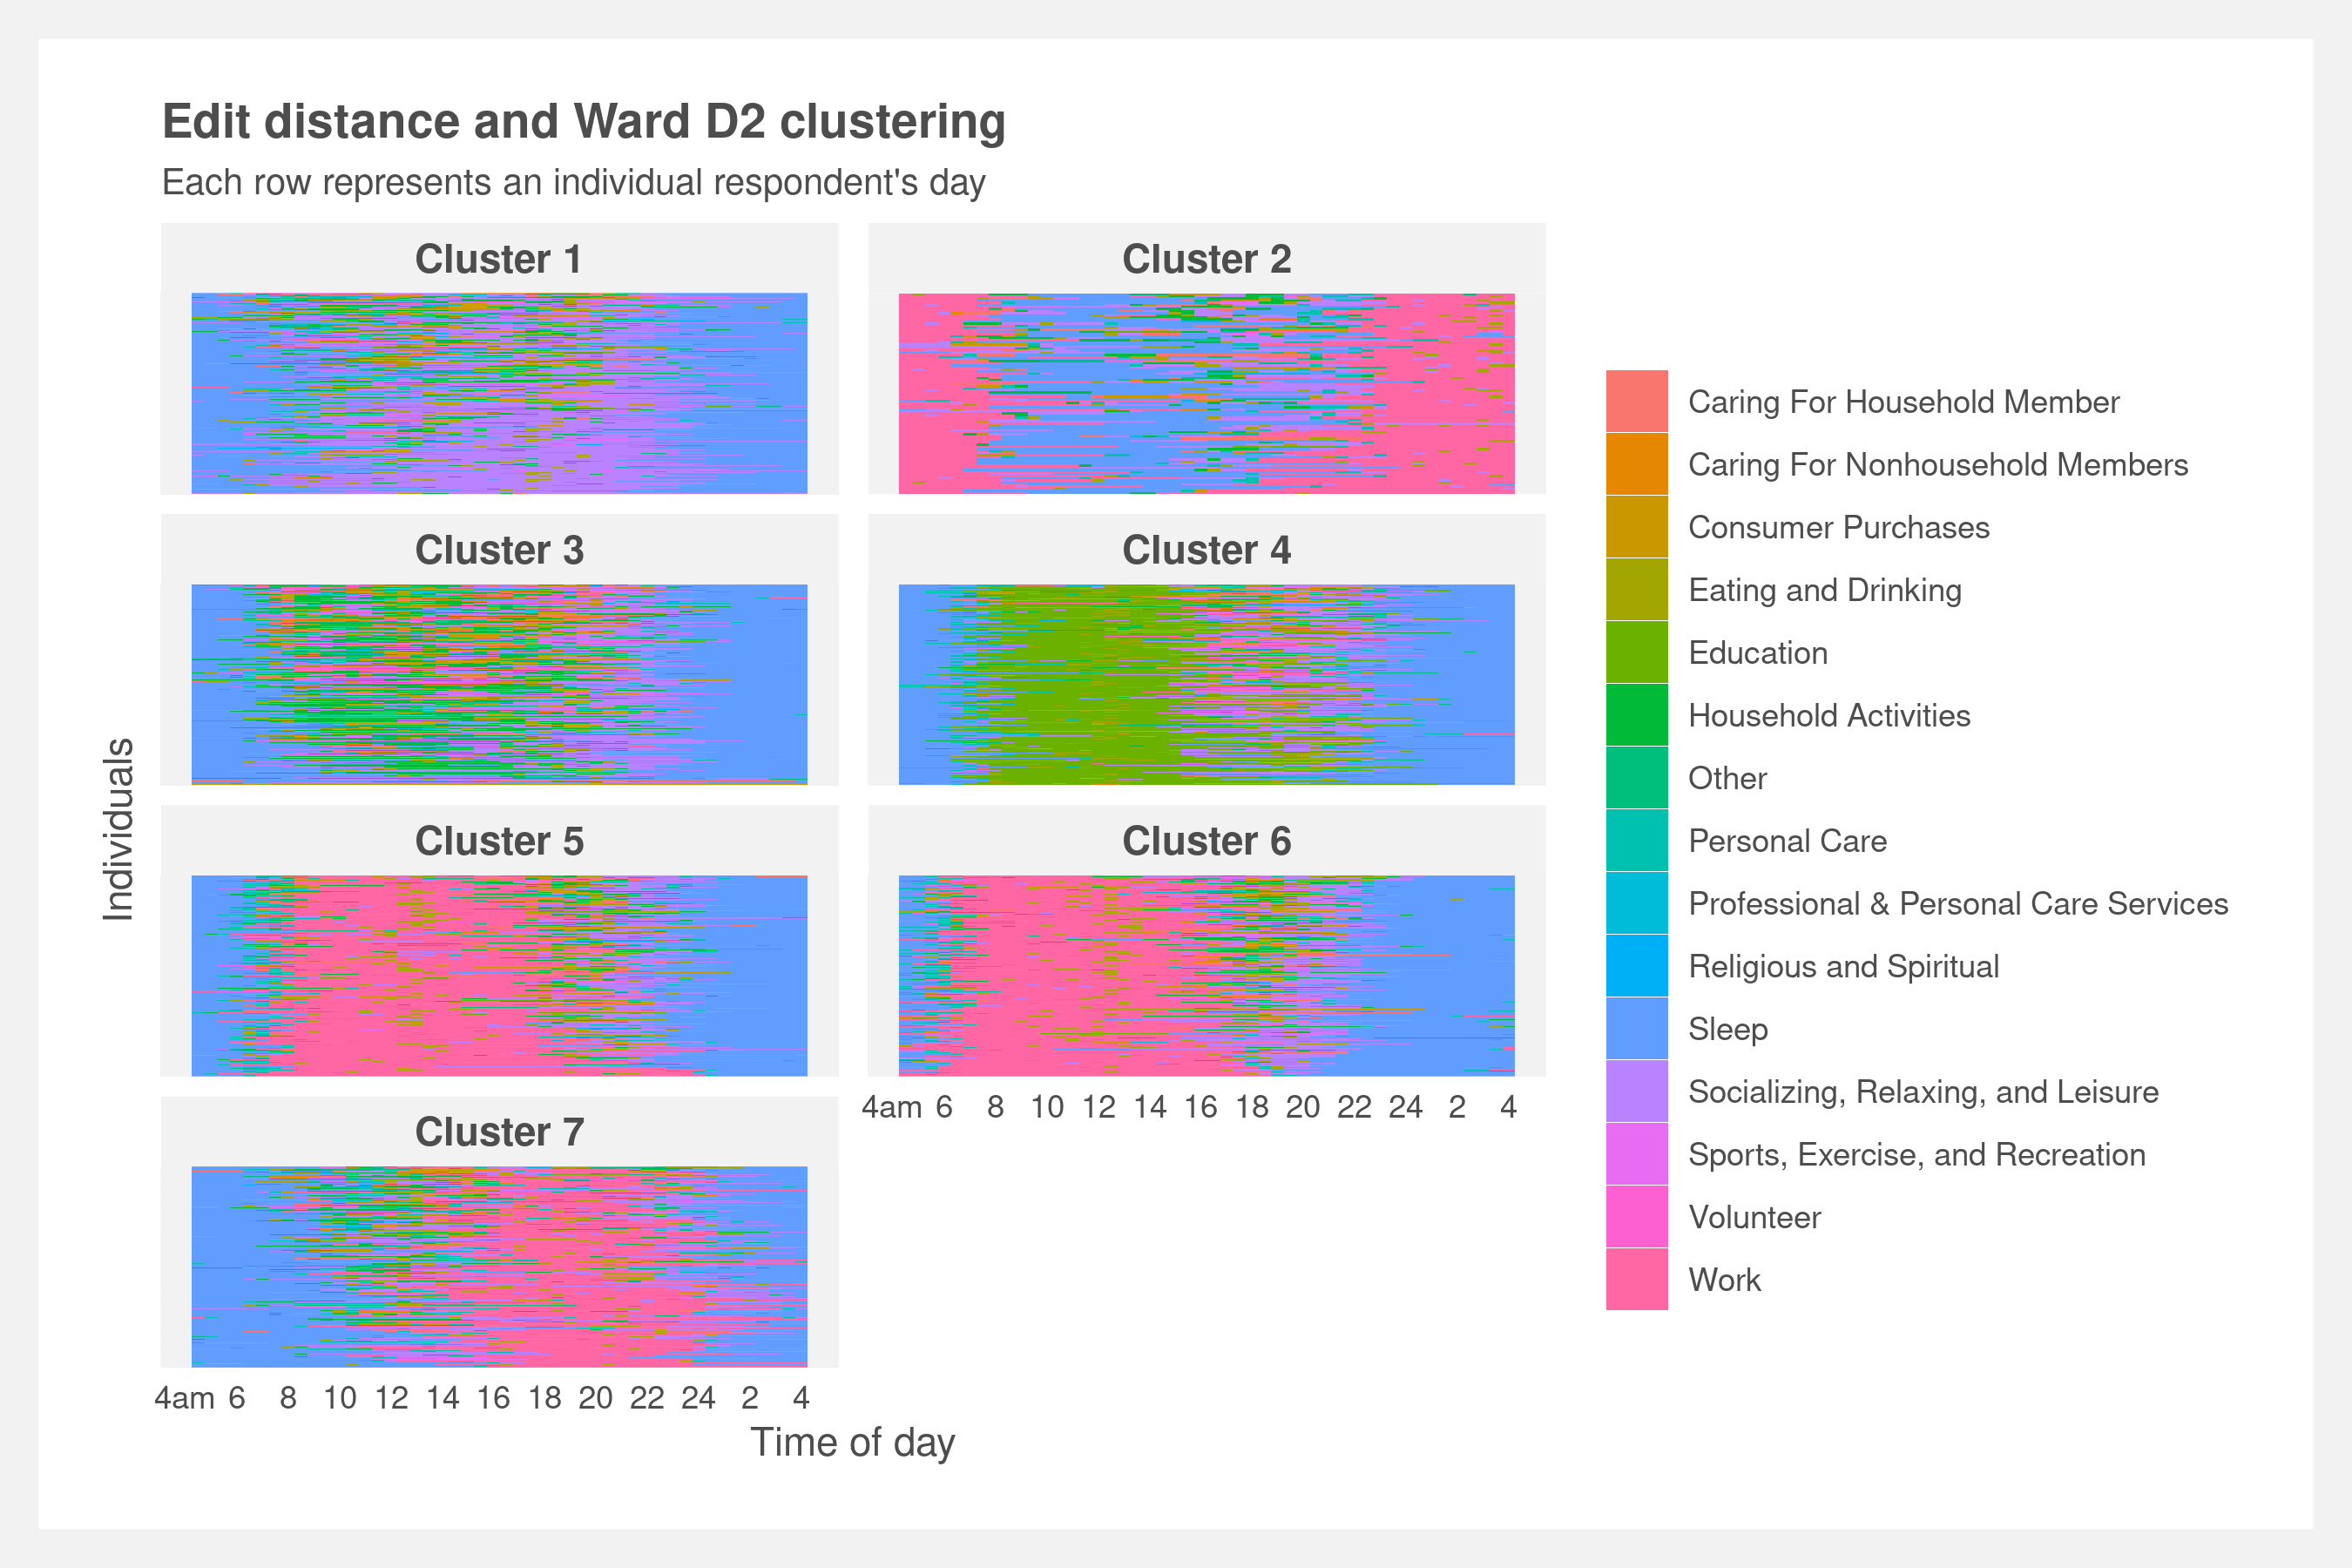 Edit distance and Ward D2 clustering
Each row represents an individual respondent's day
Cluster 1
Cluster 2
Cluster 3
Cluster 4
Cluster 5
Cluster 6
4am 6 8 10 12 14 16 18 20 22 24 2 4
Cluster 7
4am 6 8 10 12 14 16 18 20 22 24 2 4
Time of day
Individuals
Caring For Household Member
Caring For Nonhousehold Members
Consumer Purchases
Eating and Drinking
Education
Household Activities
Other
Personal Care
Professional & Personal Care Services
Religious and Spiritual
Sleep
Socializing, Relaxing, and Leisure
Sports, Exercise, and Recreation
Volunteer
Work